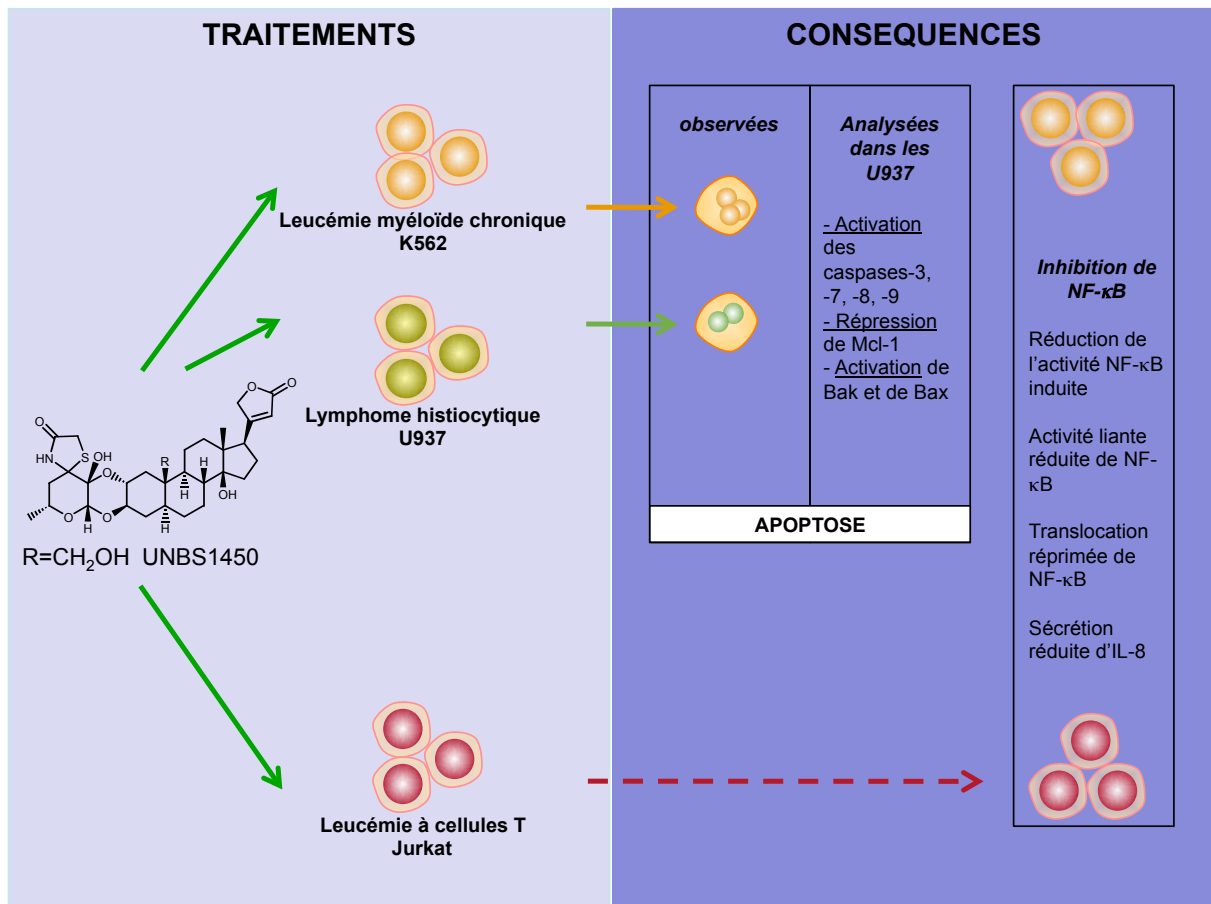 TRAITEMENTS
Leucémie myéloïde chronique
K562
Lymphome histiocytique
U937
O
O
O
HN
S
OH
R
H
H
H
OH
O
O
O
H
R=CH₂OH UNBS1450
Leucémie à cellules T
Jurkat
CONSEQUENCES
observées
Analysées
dans les
U937
- Activation
des
caspases-3,
-7, -8, -9
- Répression
de Mcl-1
- Activation de
Bak et de Bax
APOPTOSE
Inhibition de
NF-κB
Réduction de
l'activité NF-κB
induite
Activité liante
réduite de NF-
κB
Translocation
réprimée de
NF-κB
Sécrétion
réduite d'IL-8